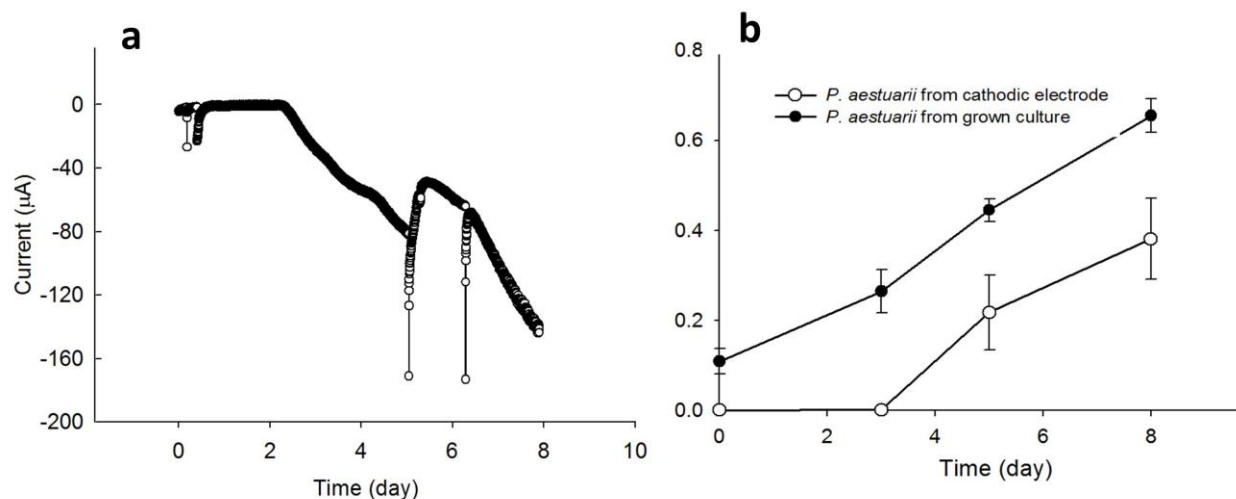 a
0
-40
-80
-120
-160
-200
Current (µA)
0 2 4 6 8 10
Time (day)
b
0.8
0.6
0.4
0.2
0.0
P. aestuarii from cathodic electrode
P. aestuarii from grown culture
0 2 4 6 8
Time (day)